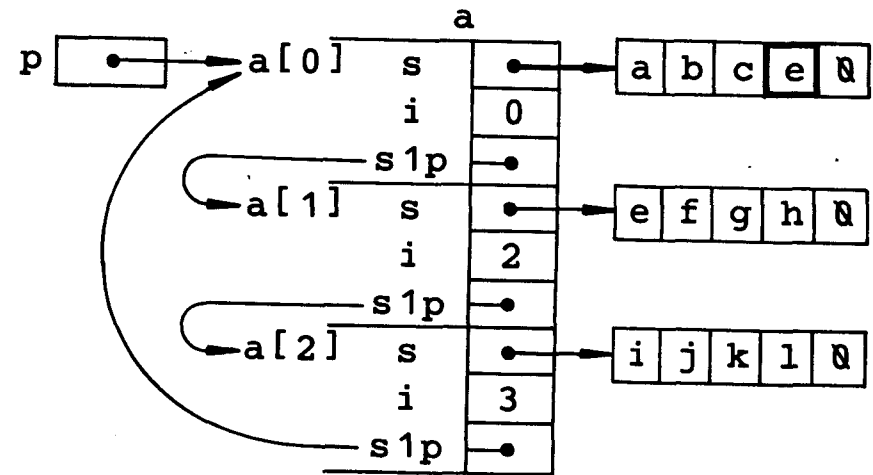 a
p a[0] s a b c e \0
i 0
s1p
a[1] s e f g h \0
i 2
s1p
a[2] s i j k l \0
i 3
s1p